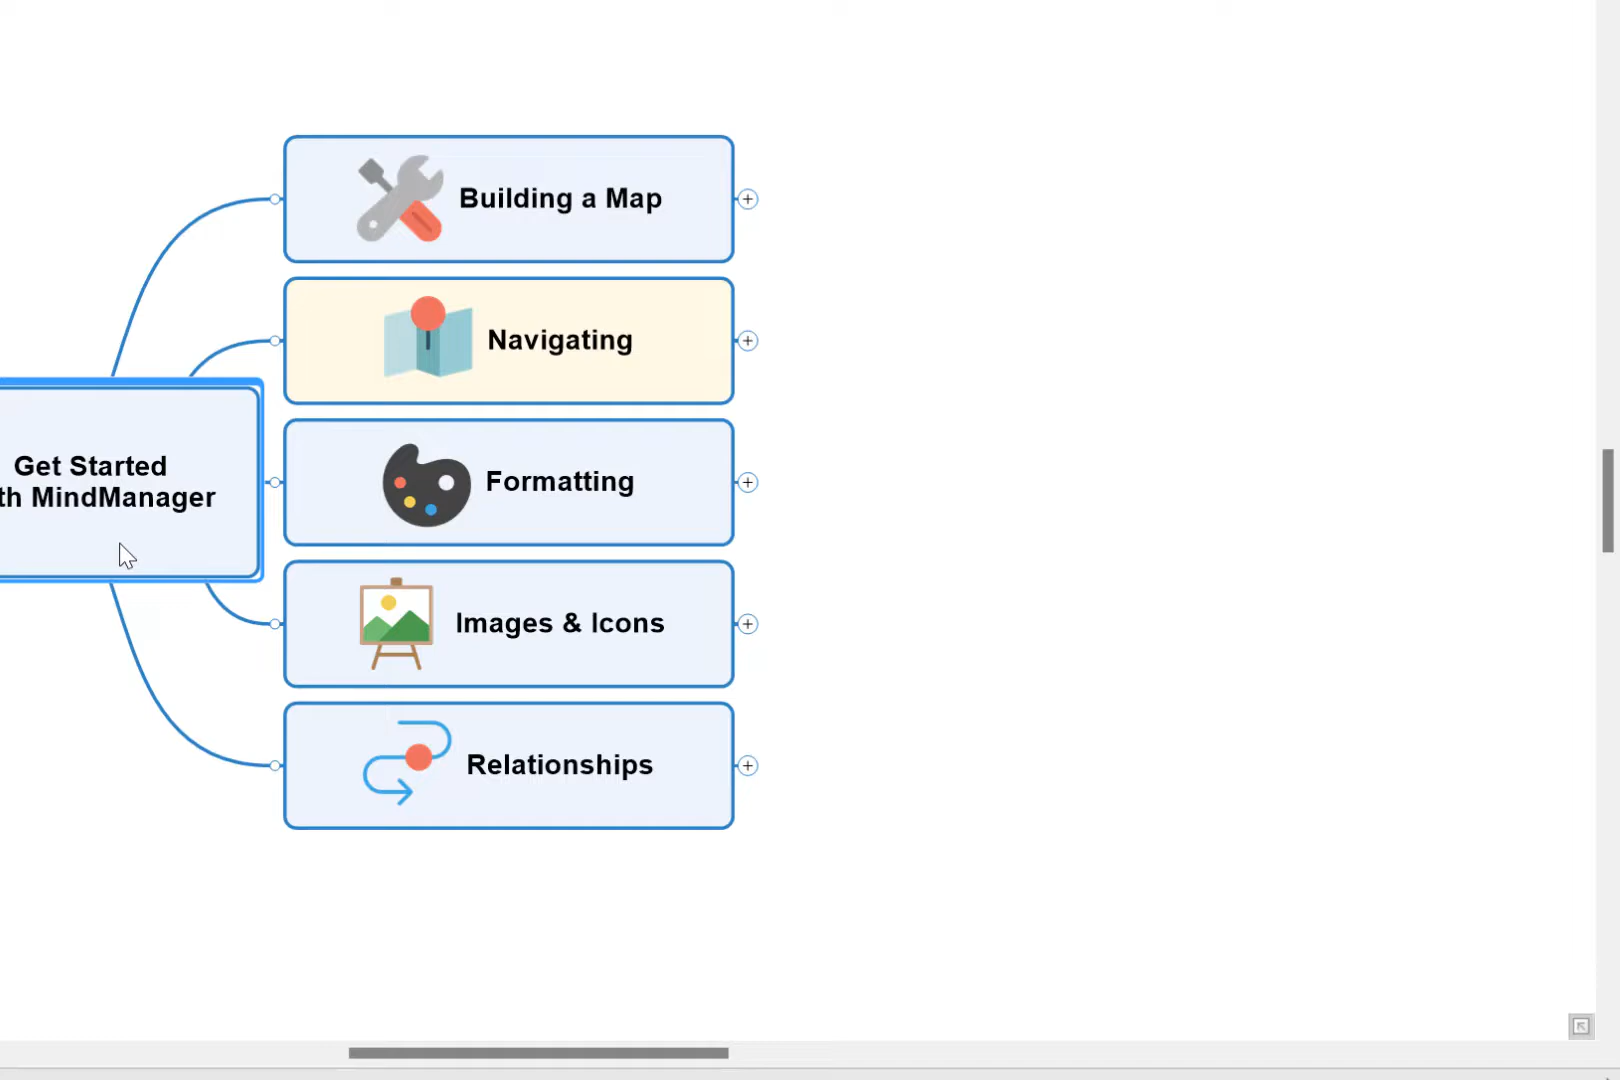 Building a Map
Navigating
Get Started
th MindManager
Formatting
Images & Icons
Relationships